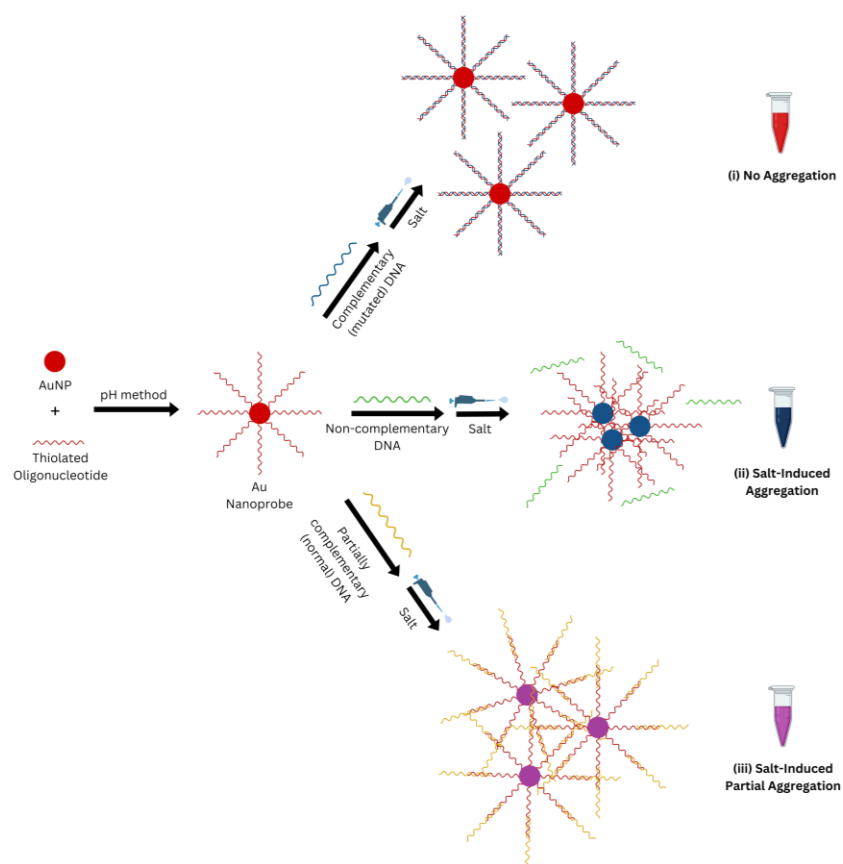 (i) No Aggregation
Salt
Complementary
(mutated) DNA
AuNP
+
Thiolated
Oligonucleotide
pH method
Au
Nanoprobe
Non-complementary
DNA
Salt
(ii) Salt-Induced
Aggregation
Partially
complementary
(normal) DNA
Salt
(iii) Salt-Induced
Partial Aggregation